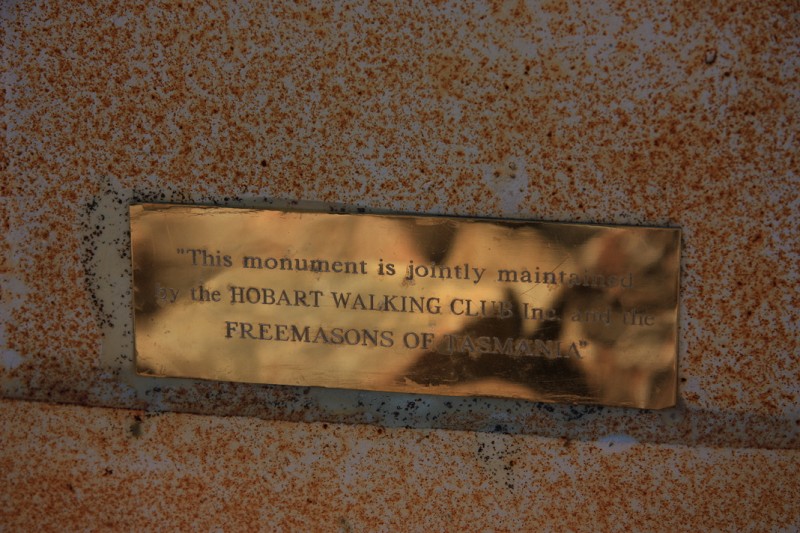 "This monument is jointly maintained
by the HOBART WALKING CLUB Inc. and the
FREEMASONS OF TASMANIA"